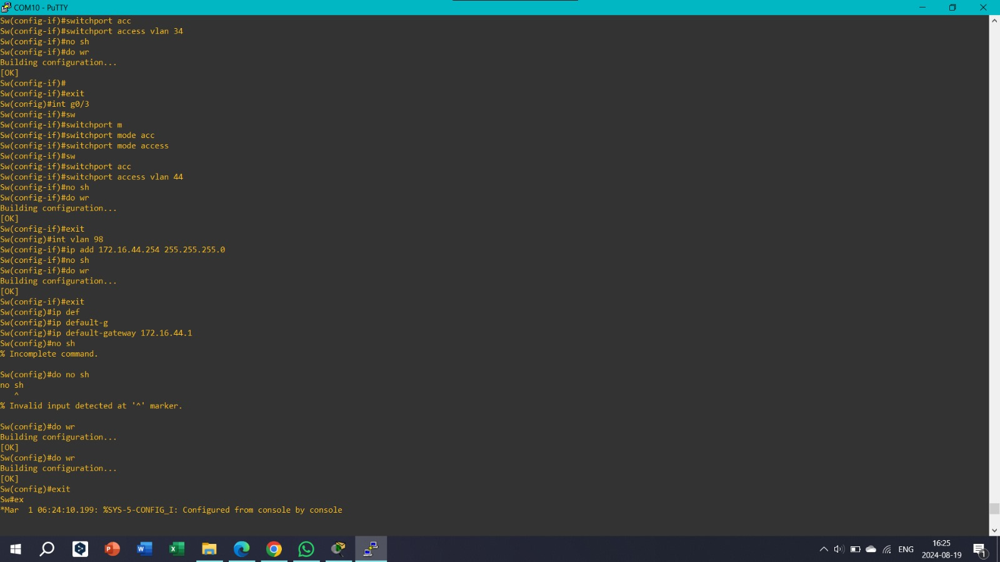 COM10 - PuTTY
Sw(config-if)#switchport acc
Sw(config-if)#switchport access vlan 34
Sw(config-if)#no sh
Sw(config-if)#do wr
Building configuration...
[OK]
Sw(config-if)#
Sw(config-if)#exit
Sw(config)#int g0/3
Sw(config-if)#sw
Sw(config-if)#switchport m
Sw(config-if)#switchport mode acc
Sw(config-if)#switchport mode access
Sw(config-if)#sw
Sw(config-if)#switchport acc
Sw(config-if)#switchport access vlan 44
Sw(config-if)#no sh
Sw(config-if)#do wr
Building configuration...
[OK]
Sw(config-if)#exit
Sw(config)#int vlan 98
Sw(config-if)#ip add 172.16.44.254 255.255.255.0
Sw(config-if)#no sh
Sw(config-if)#do wr
Building configuration...
[OK]
Sw(config-if)#exit
Sw(config)#ip def
Sw(config)#ip default-g
Sw(config)#ip default-gateway 172.16.44.1
Sw(config)#no sh
% Incomplete command.
Sw(config)#do no sh
no sh
^
% Invalid input detected at '^' marker.
Sw(config)#do wr
Building configuration...
[OK]
Sw(config)#do wr
Building configuration...
[OK]
Sw(config)#exit
Sw#ex
*Mar  1 06:24:10.199: %SYS-5-CONFIG_I: Configured from console by console
ENG
16:25
2024-08-19
1